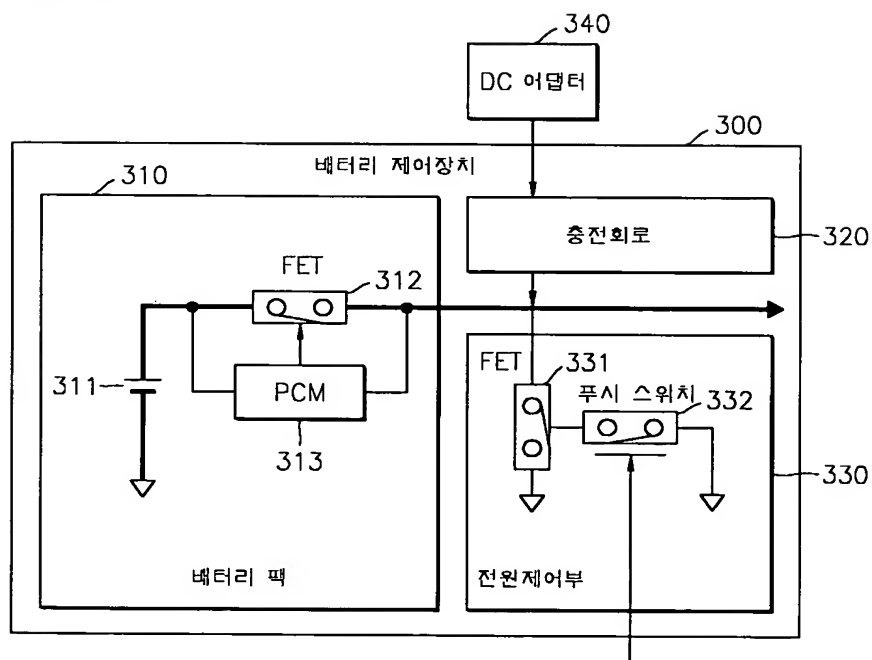 340
DC 어댑터
300
배터리 제어장치
310
충전회로
320
FET
312
311
PCM
313
FET
331
푸시 스위치
332
330
배터리 팩
전원제어부